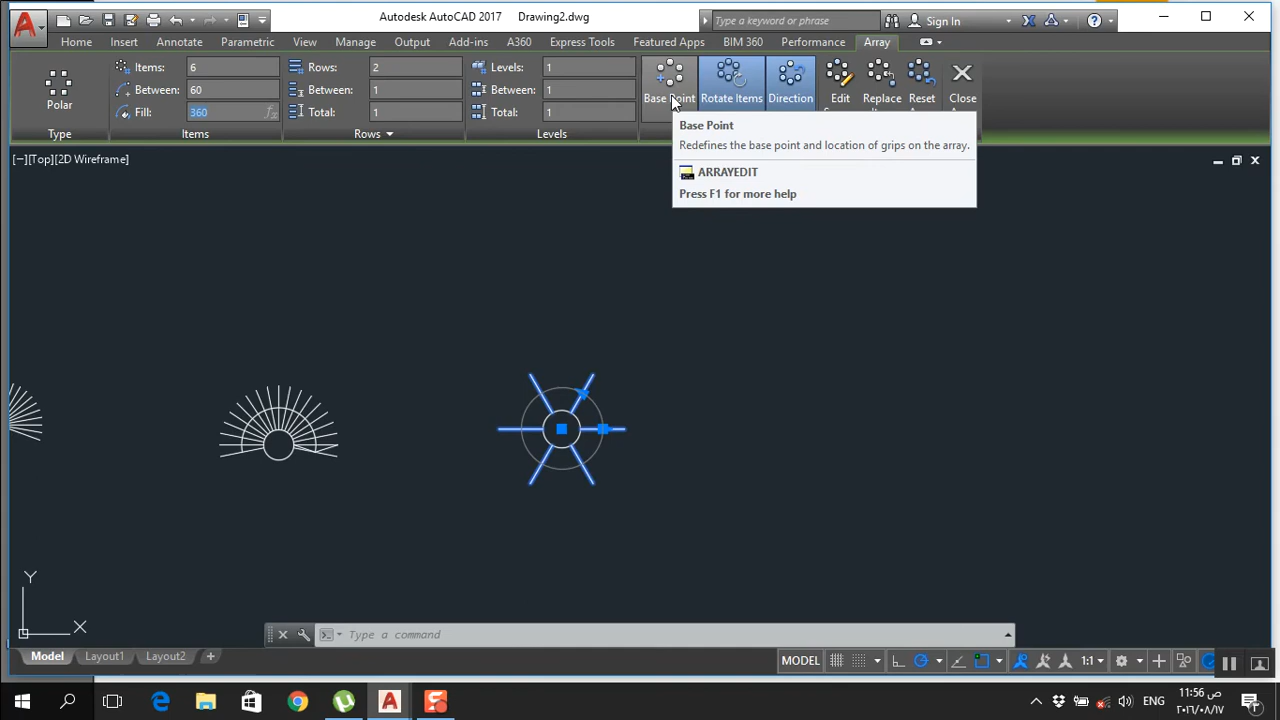 Autodesk AutoCAD 2017 Drawing2.dwg
Type a keyword or phrase
Sign In
Home Insert Annotate Parametric View Manage Output Add-ins A360 Express Tools Featured Apps BIM 360 Performance Array
Items: 6 Rows: 2 Levels: 1
Between: 60 Between: 1 Between: 1
Fill: 360 Total: 1 Total: 1
Polar Base Point Rotate Items Direction Edit Replace Reset Close
Type Items Rows Levels
Base Point
Redefines the base point and location of grips on the array.
ARRAYEDIT
Press F1 for more help
[−][Top][2D Wireframe]
Y
X
Type a command
Model Layout1 Layout2 +
MODEL 1:1
ENG
11:56 ص
٢٠١٦/٠٨/١٧